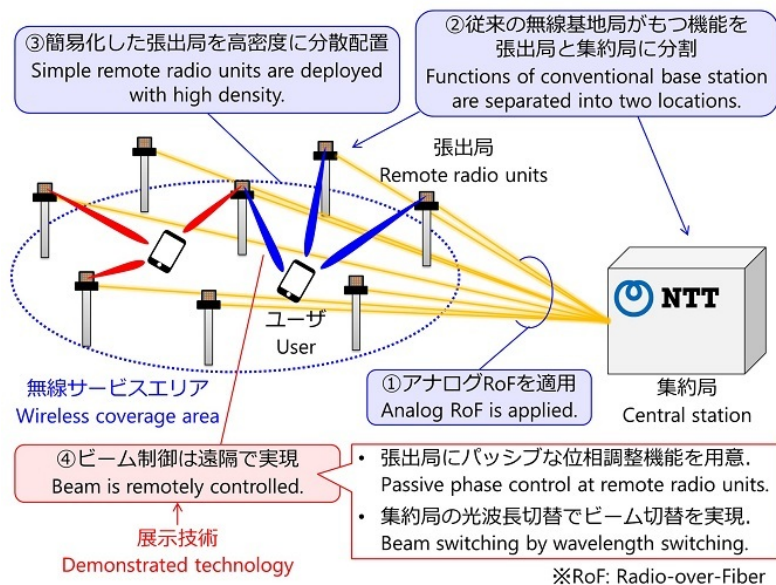 ③簡易化した張出局を高密度に分散配置
Simple remote radio units are deployed
with high density.
②従来の無線基地局がもつ機能を
張出局と集約局に分割
Functions of conventional base station
are separated into two locations.
張出局
Remote radio units
NTT
ユーザ
User
無線サービスエリア
Wireless coverage area
①アナログRoFを適用
Analog RoF is applied.
集約局
Central station
④ビーム制御は遠隔で実現
Beam is remotely controlled.
• 張出局にパッシブな位相調整機能を用意.
Passive phase control at remote radio units.
• 集約局の光波長切替でビーム切替を実現.
Beam switching by wavelength switching.
展示技術
Demonstrated technology
※RoF: Radio-over-Fiber